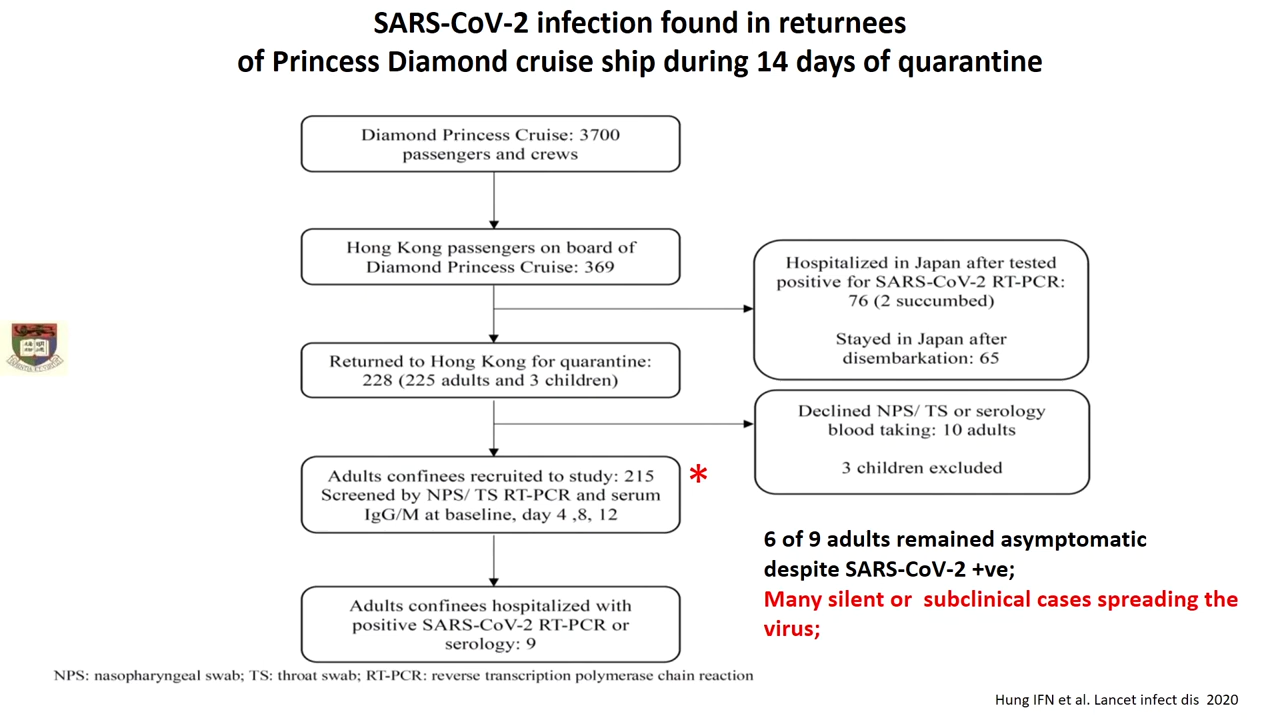 SARS-CoV-2 infection found in returnees
of Princess Diamond cruise ship during 14 days of quarantine
Diamond Princess Cruise: 3700
passengers and crews
Hong Kong passengers on board of
Diamond Princess Cruise: 369
Hospitalized in Japan after tested
positive for SARS-CoV-2 RT-PCR:
76 (2 succumbed)
Stayed in Japan after
disembarkation: 65
Returned to Hong Kong for quarantine:
228 (225 adults and 3 children)
Declined NPS/ TS or serology
blood taking: 10 adults
3 children excluded
Adults confinees recruited to study: 215
Screened by NPS/ TS RT-PCR and serum
IgG/M at baseline, day 4 ,8, 12
*
6 of 9 adults remained asymptomatic
despite SARS-CoV-2 +ve;
Many silent or  subclinical cases spreading the
virus;
Adults confinees hospitalized with
positive SARS-CoV-2 RT-PCR or
serology: 9
NPS: nasopharyngeal swab; TS: throat swab; RT-PCR: reverse transcription polymerase chain reaction
Hung IFN et al. Lancet infect dis  2020